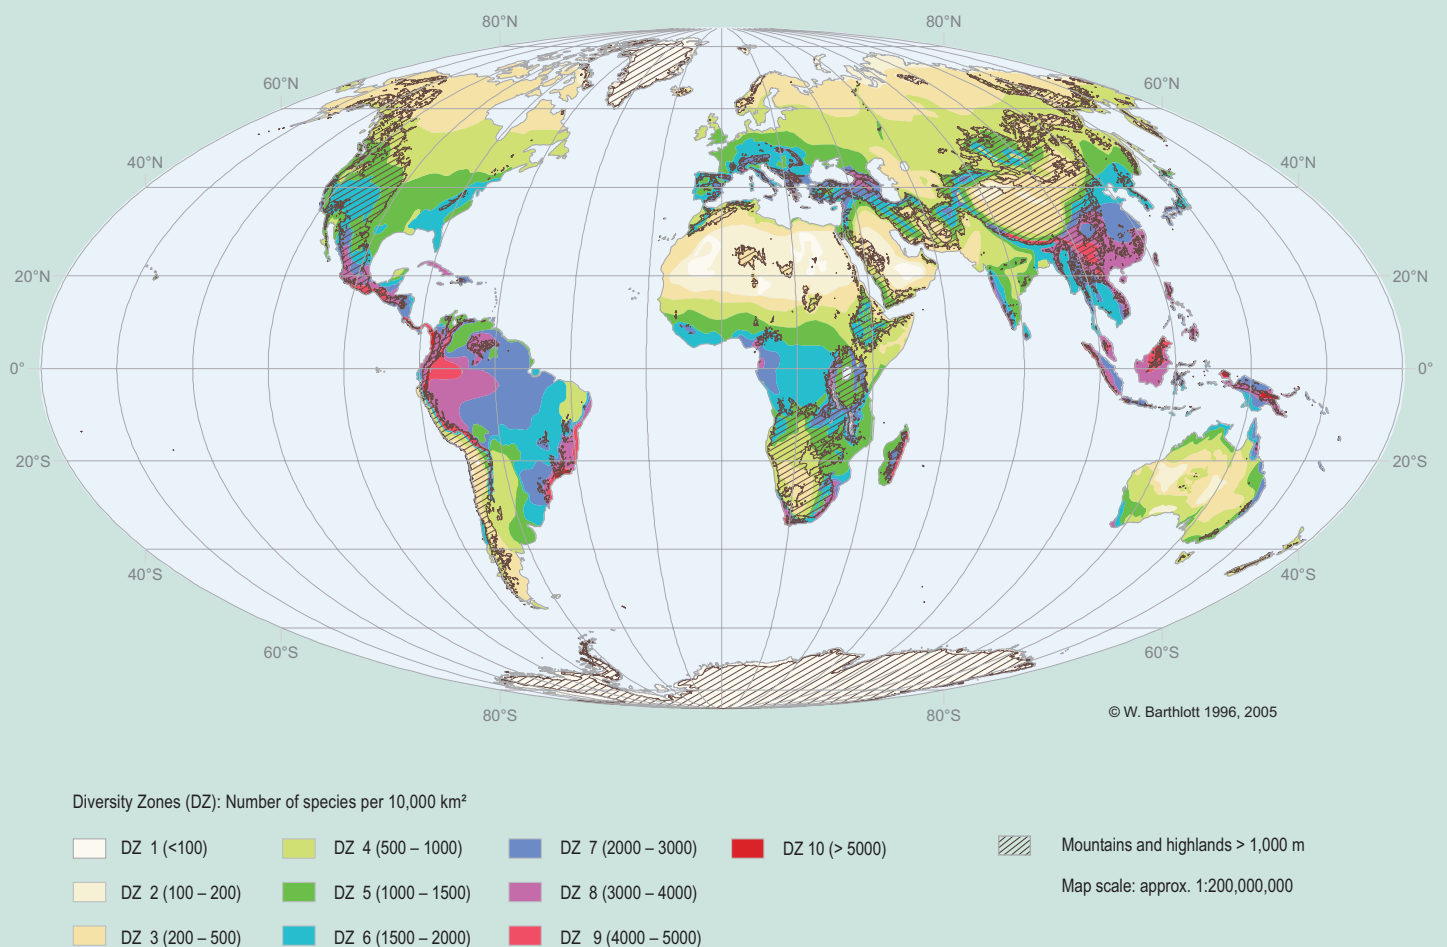 80°N 80°N
60°N 60°N
40°N 40°N
20°N 20°N
0° 0°
20°S 20°S
40°S 40°S
60°S 60°S
80°S 80°S
© W. Barthlott 1996, 2005
Diversity Zones (DZ): Number of species per 10,000 km²
DZ 1 (<100)
DZ 2 (100 – 200)
DZ 3 (200 – 500)
DZ 4 (500 – 1000)
DZ 5 (1000 – 1500)
DZ 6 (1500 – 2000)
DZ 7 (2000 – 3000)
DZ 8 (3000 – 4000)
DZ 9 (4000 – 5000)
DZ 10 (> 5000)
Mountains and highlands > 1,000 m
Map scale: approx. 1:200,000,000